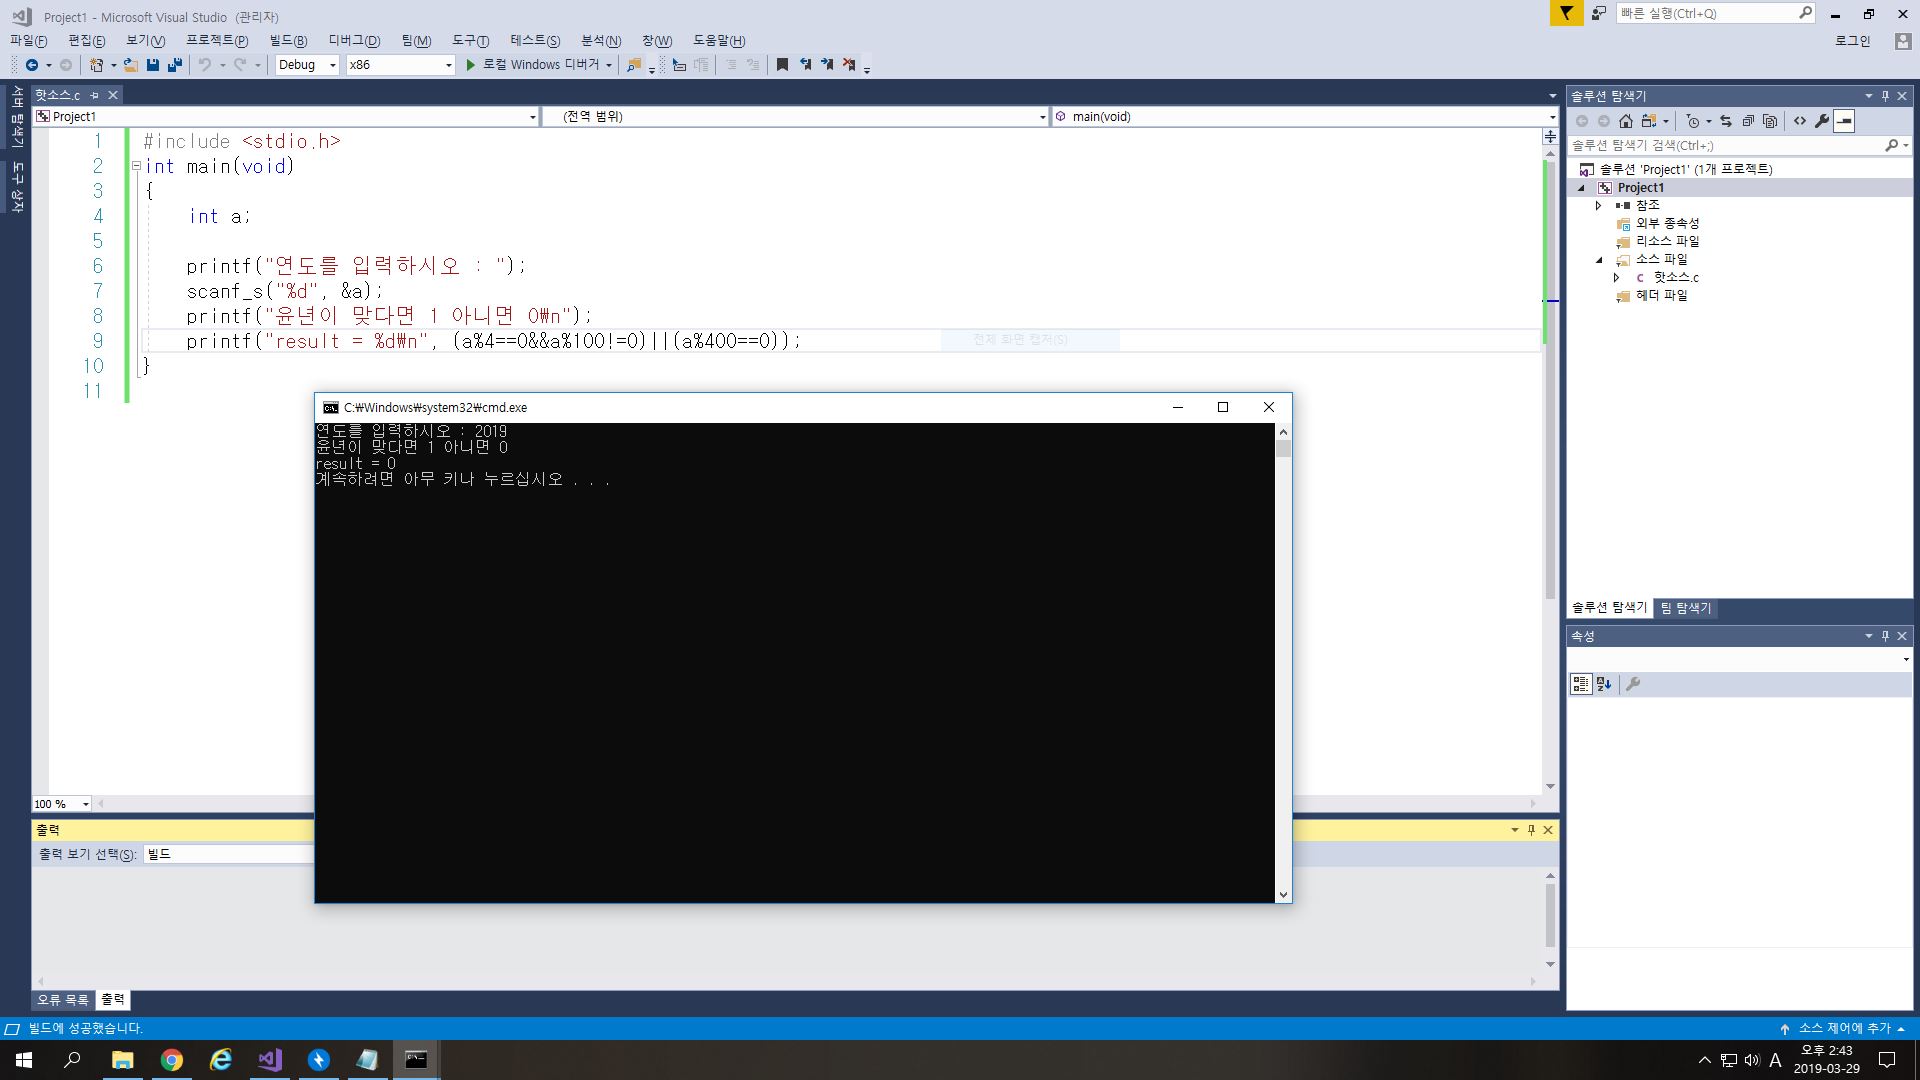 Project1 - Microsoft Visual Studio (관리자)
빠른 실행(Ctrl+Q)
파일(F) 편집(E) 보기(V) 프로젝트(P) 빌드(B) 디버그(D) 팀(M) 도구(T) 테스트(S) 분석(N) 창(W) 도움말(H)
로그인
Debug x86 로컬 Windows 디버거
서버 탐색기
도구 상자
핫소스.c
Project1 (전역 범위) main(void)
1 #include <stdio.h>
2 int main(void)
3 {
4 int a;
5
6 printf("연도를 입력하시오 : ");
7 scanf_s("%d", &a);
8 printf("윤년이 맞다면 1 아니면 0₩n");
9 printf("result = %d₩n", (a%4==0&&a%100!=0)||(a%400==0));
전체 화면 캡처(S)
10 }
11
C:₩Windows₩system32₩cmd.exe
연도를 입력하시오 : 2019
윤년이 맞다면 1 아니면 0
result = 0
계속하려면 아무 키나 누르십시오 . . .
100 %
출력
출력 보기 선택(S): 빌드
오류 목록 출력
솔루션 탐색기
솔루션 탐색기 검색(Ctrl+;)
솔루션 'Project1' (1개 프로젝트)
Project1
참조
외부 종속성
리소스 파일
소스 파일
핫소스.c
헤더 파일
솔루션 탐색기 팀 탐색기
속성
빌드에 성공했습니다.
소스 제어에 추가
A
오후 2:43
2019-03-29